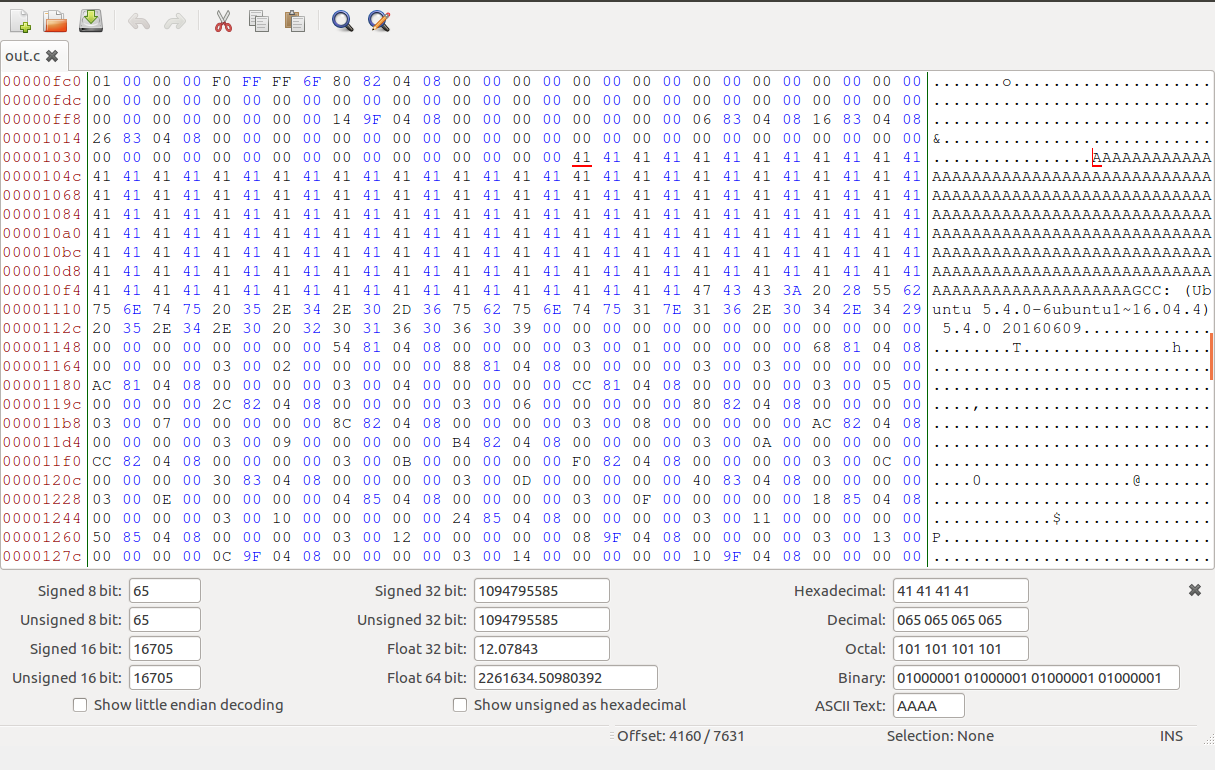 out.c
00000fc0 01 00 00 00 F0 FF FF 6F 80 82 04 08 00 00 00 00 00 00 00 00 00 00 00 00 00 00 00 00 .......o....................
00000fdc 00 00 00 00 00 00 00 00 00 00 00 00 00 00 00 00 00 00 00 00 00 00 00 00 00 00 00 00 ............................
00000ff8 00 00 00 00 00 00 00 00 14 9F 04 08 00 00 00 00 00 00 00 00 06 83 04 08 16 83 04 08 ............................
00001014 26 83 04 08 00 00 00 00 00 00 00 00 00 00 00 00 00 00 00 00 00 00 00 00 00 00 00 00 &...........................
00001030 00 00 00 00 00 00 00 00 00 00 00 00 00 00 00 00 41 41 41 41 41 41 41 41 41 41 41 41 ................AAAAAAAAAAAA
0000104c 41 41 41 41 41 41 41 41 41 41 41 41 41 41 41 41 41 41 41 41 41 41 41 41 41 41 41 41 AAAAAAAAAAAAAAAAAAAAAAAAAAAA
00001068 41 41 41 41 41 41 41 41 41 41 41 41 41 41 41 41 41 41 41 41 41 41 41 41 41 41 41 41 AAAAAAAAAAAAAAAAAAAAAAAAAAAA
00001084 41 41 41 41 41 41 41 41 41 41 41 41 41 41 41 41 41 41 41 41 41 41 41 41 41 41 41 41 AAAAAAAAAAAAAAAAAAAAAAAAAAAA
000010a0 41 41 41 41 41 41 41 41 41 41 41 41 41 41 41 41 41 41 41 41 41 41 41 41 41 41 41 41 AAAAAAAAAAAAAAAAAAAAAAAAAAAA
000010bc 41 41 41 41 41 41 41 41 41 41 41 41 41 41 41 41 41 41 41 41 41 41 41 41 41 41 41 41 AAAAAAAAAAAAAAAAAAAAAAAAAAAA
000010d8 41 41 41 41 41 41 41 41 41 41 41 41 41 41 41 41 41 41 41 41 41 41 41 41 41 41 41 41 AAAAAAAAAAAAAAAAAAAAAAAAAAAA
000010f4 41 41 41 41 41 41 41 41 41 41 41 41 41 41 41 41 41 41 41 41 47 43 43 3A 20 28 55 62 AAAAAAAAAAAAAAAAAAAAGCC: (Ub
00001110 75 6E 74 75 20 35 2E 34 2E 30 2D 36 75 62 75 6E 74 75 31 7E 31 36 2E 30 34 2E 34 29 untu 5.4.0-6ubuntu1~16.04.4)
0000112c 20 35 2E 34 2E 30 20 32 30 31 36 30 36 30 39 00 00 00 00 00 00 00 00 00 00 00 00 00  5.4.0 20160609.............
00001148 00 00 00 00 00 00 00 00 54 81 04 08 00 00 00 00 03 00 01 00 00 00 00 00 68 81 04 08 ........T...............h...
00001164 00 00 00 00 03 00 02 00 00 00 00 00 88 81 04 08 00 00 00 00 03 00 03 00 00 00 00 00 ............................
00001180 AC 81 04 08 00 00 00 00 03 00 04 00 00 00 00 00 CC 81 04 08 00 00 00 00 03 00 05 00 ............................
0000119c 00 00 00 00 2C 82 04 08 00 00 00 00 03 00 06 00 00 00 00 00 80 82 04 08 00 00 00 00 ....,.......................
000011b8 03 00 07 00 00 00 00 00 8C 82 04 08 00 00 00 00 03 00 08 00 00 00 00 00 AC 82 04 08 ............................
000011d4 00 00 00 00 03 00 09 00 00 00 00 00 B4 82 04 08 00 00 00 00 03 00 0A 00 00 00 00 00 ............................
000011f0 CC 82 04 08 00 00 00 00 03 00 0B 00 00 00 00 00 F0 82 04 08 00 00 00 00 03 00 0C 00 ............................
0000120c 00 00 00 00 30 83 04 08 00 00 00 00 03 00 0D 00 00 00 00 00 40 83 04 08 00 00 00 00 ....0...............@.......
00001228 03 00 0E 00 00 00 00 00 04 85 04 08 00 00 00 00 03 00 0F 00 00 00 00 00 18 85 04 08 ............................
00001244 00 00 00 00 03 00 10 00 00 00 00 00 24 85 04 08 00 00 00 00 03 00 11 00 00 00 00 00 ............$...............
00001260 50 85 04 08 00 00 00 00 03 00 12 00 00 00 00 00 08 9F 04 08 00 00 00 00 03 00 13 00 P...........................
0000127c 00 00 00 00 0C 9F 04 08 00 00 00 00 03 00 14 00 00 00 00 00 10 9F 04 08 00 00 00 00 ............................
Signed 8 bit: 65 Signed 32 bit: 1094795585 Hexadecimal: 41 41 41 41
Unsigned 8 bit: 65 Unsigned 32 bit: 1094795585 Decimal: 065 065 065 065
Signed 16 bit: 16705 Float 32 bit: 12.07843 Octal: 101 101 101 101
Unsigned 16 bit: 16705 Float 64 bit: 2261634.50980392 Binary: 01000001 01000001 01000001 01000001
Show little endian decoding Show unsigned as hexadecimal ASCII Text: AAAA
Offset: 4160 / 7631 Selection: None INS